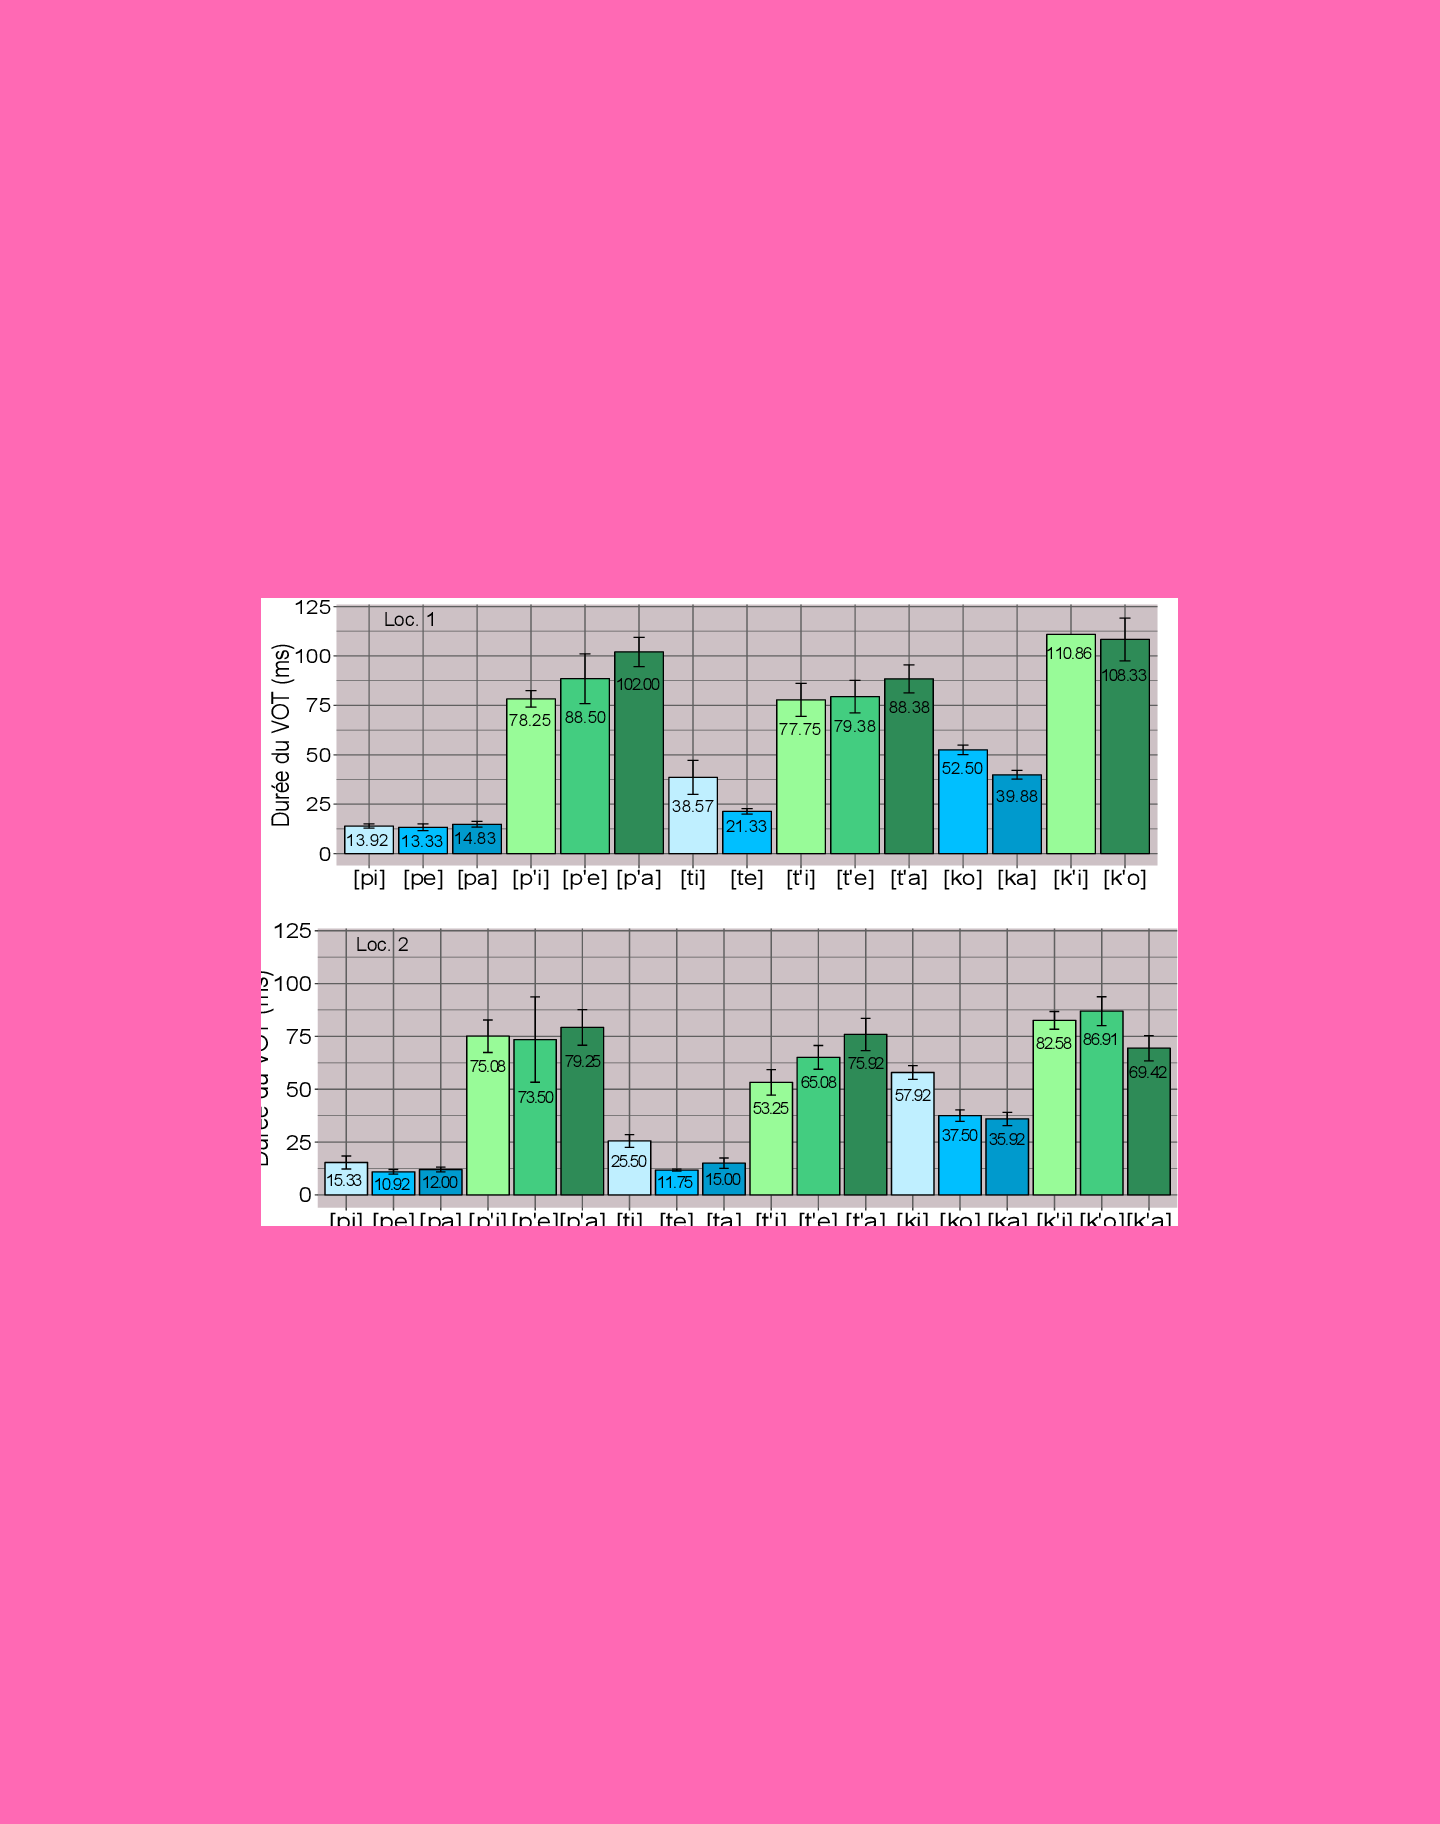 125
Loc. 1
100
75
50
25
0
Durée du VOT (ms)
13.92 13.33 14.83 78.25 88.50 102.00 38.57 21.33 77.75 79.38 88.38 52.50 39.88 110.86 108.33
[pi] [pe] [pa] [p'i] [p'e] [p'a] [ti] [te] [t'i] [t'e] [t'a] [ko] [ka] [k'i] [k'o]
125
Loc. 2
100
75
50
25
0
Durée du VOT (ms)
15.33 10.92 12.00 75.08 73.50 79.25 25.50 11.75 15.00 53.25 65.08 75.92 57.92 37.50 35.92 82.58 86.91 69.42
[pi] [pe] [pa] [p'i] [p'e] [p'a] [ti] [te] [ta] [t'i] [t'e] [t'a] [ki] [ko] [ka] [k'i] [k'o] [k'a]